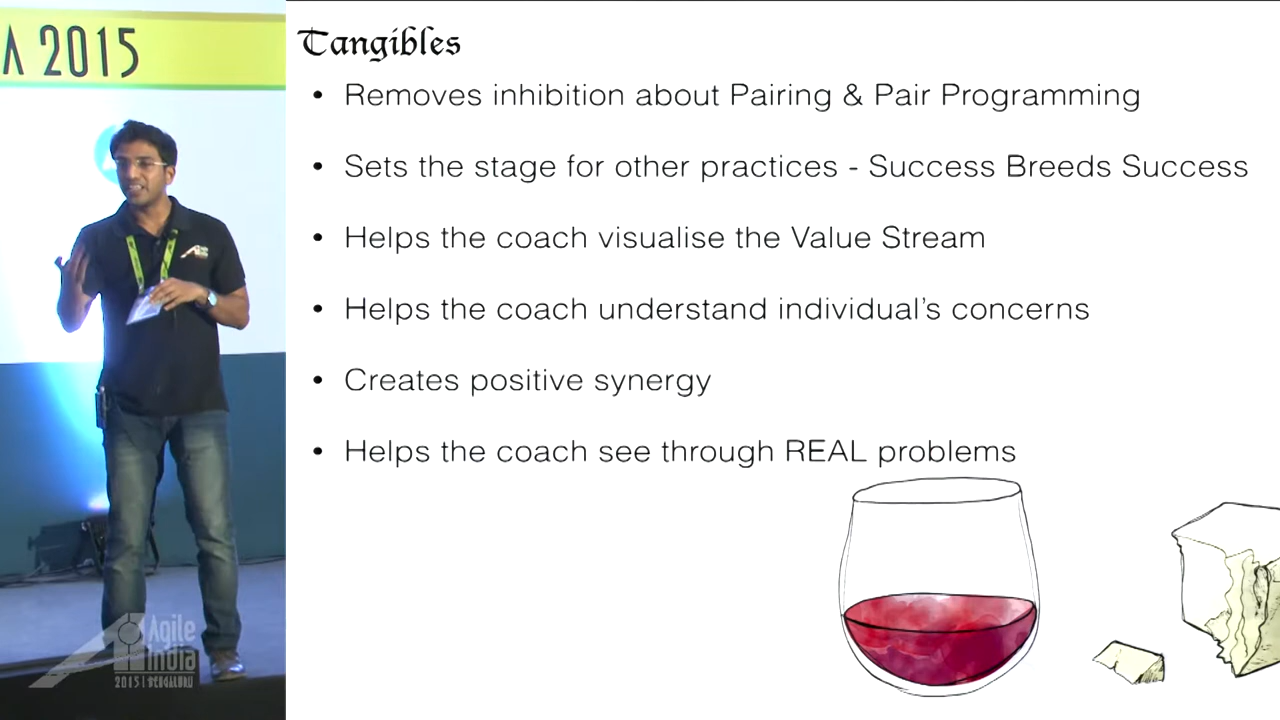 A 2015
Tangibles
• Removes inhibition about Pairing & Pair Programming
• Sets the stage for other practices - Success Breeds Success
• Helps the coach visualise the Value Stream
• Helps the coach understand individual's concerns
• Creates positive synergy
• Helps the coach see through REAL problems
Agile
India
2015 | BENGALURU